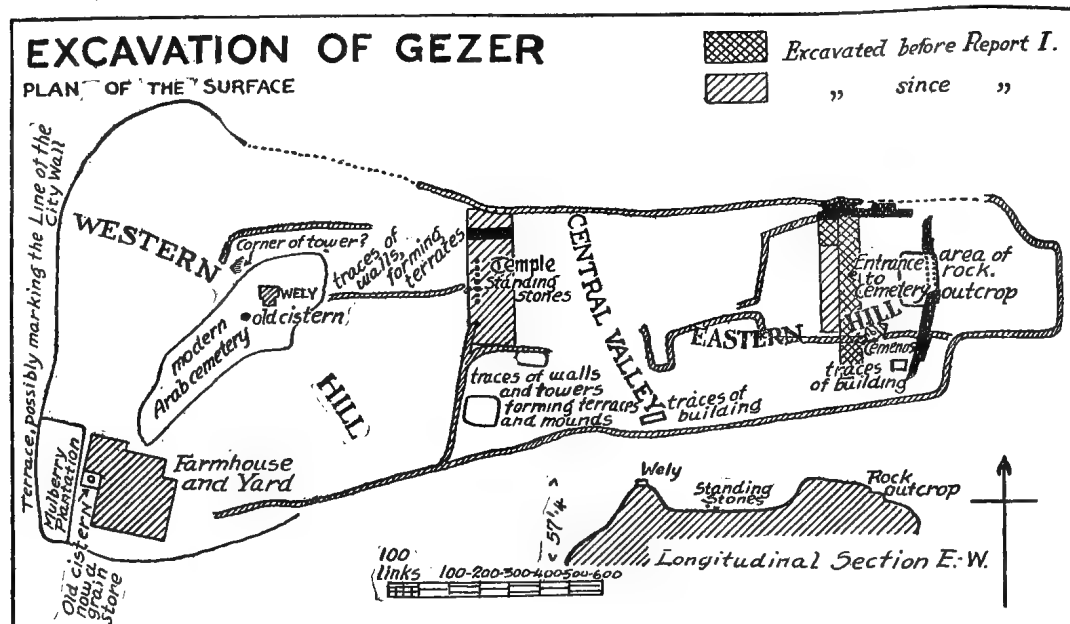 EXCAVATION OF GEZER
PLAN OF THE SURFACE
Excavated before Report I.
„ since „
Terrace, possibly marking the Line of the
City Wall
WESTERN
HILL
corner of tower?
traces of
walls,
forming
terraces
WELY
old cistern
modern
Arab cemetery
Temple
Standing
stones
CENTRAL VALLEY
EASTERN
HILL
Entrance
to
Cemetery
area of
rock.
outcrop
Temenos
traces
of building
traces of walls
and towers
forming terraces
and mounds
traces of
building
Mulberry
Plantation
Farmhouse
and Yard
Old cistern
now a
grain
store
Wely
Standing
Stones
Rock
outcrop
Longitudinal Section E.-W.
< 57¼ >
100
links 100-200-300-400-500-600